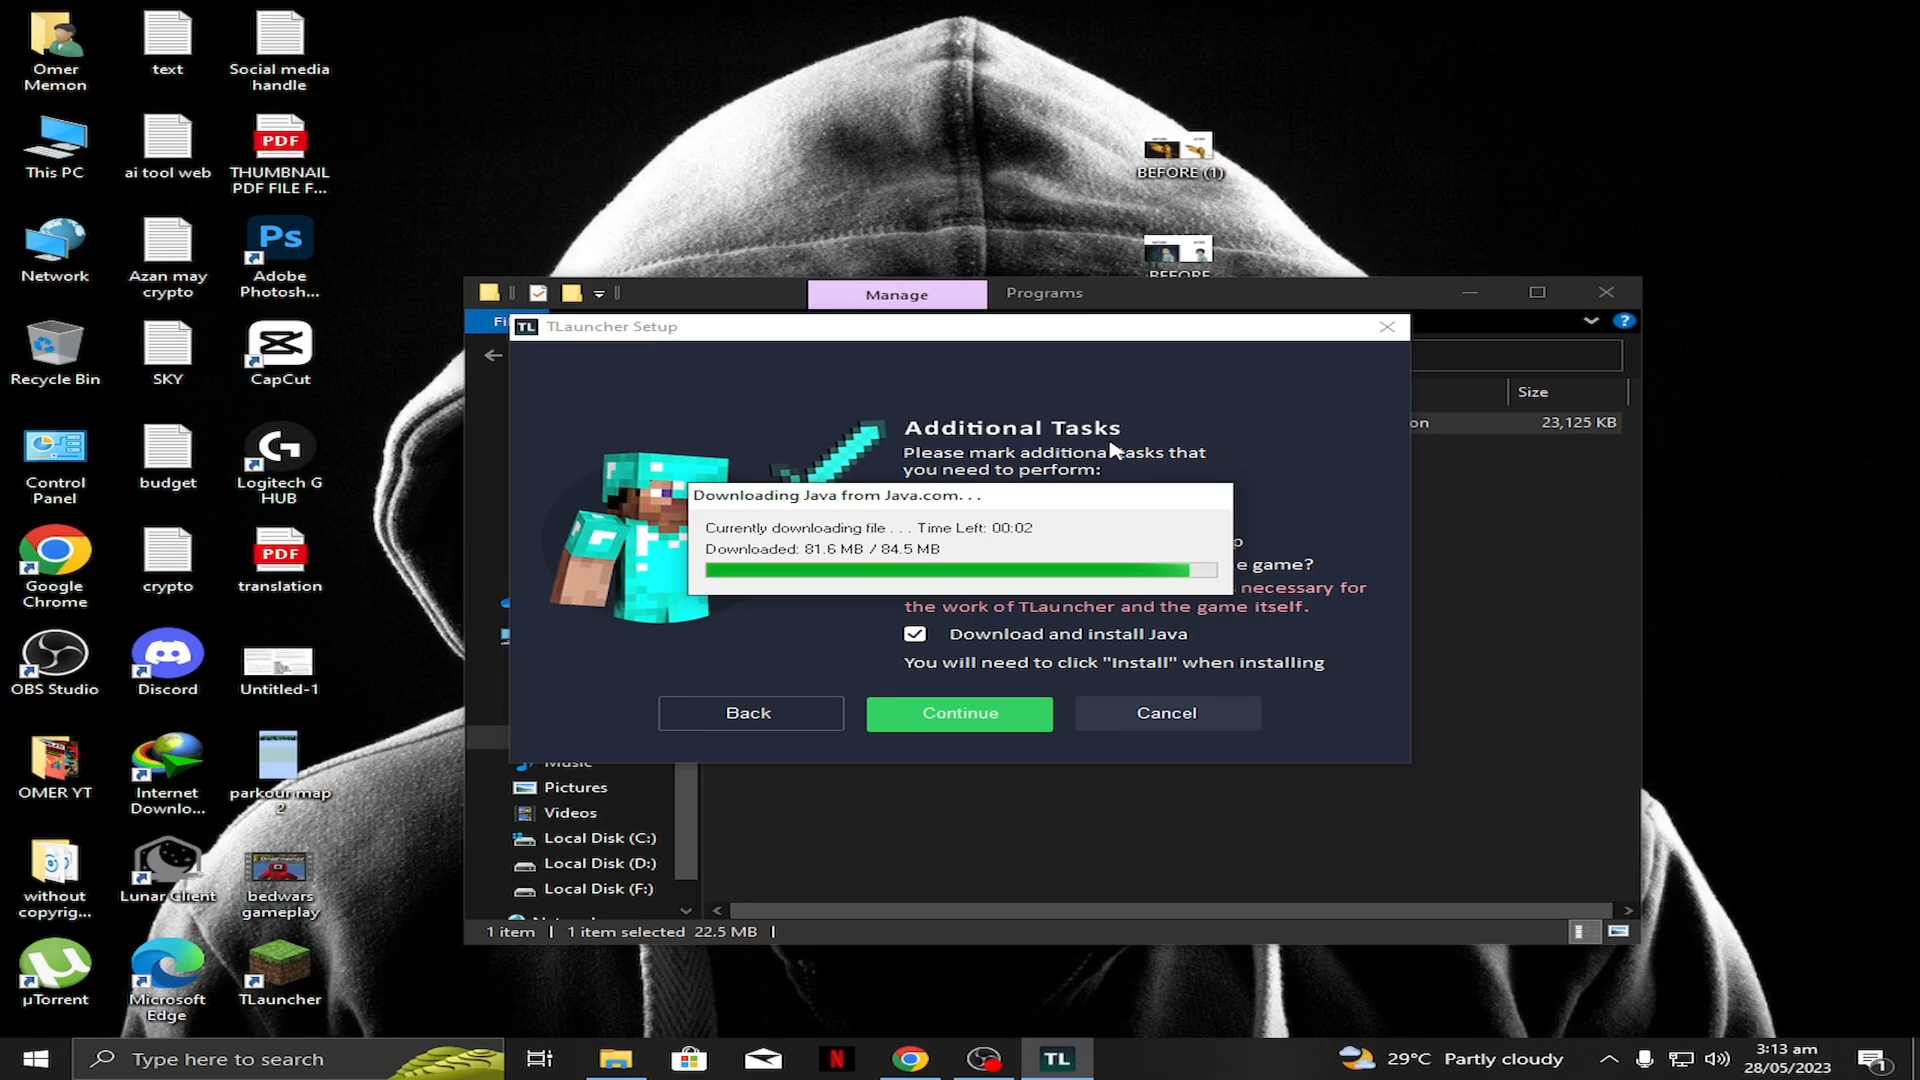 Omer
Memon
text
Social media
handle
This PC
ai tool web
PDF
THUMBNAIL
PDF FILE F...
Network
Azan may
crypto
Ps
Adobe
Photosh...
Recycle Bin
SKY
CapCut
Control
Panel
budget
Logitech G
HUB
Google
Chrome
crypto
PDF
translation
OBS Studio
Discord
Untitled-1
OMER YT
Internet
Downlo...
parkour map
2
without
copyrig...
Lunar Client
bedwars
gameplay
µTorrent
Microsoft
Edge
TLauncher
BEFORE (1)
BEFORE
Manage
Programs
TL
TLauncher Setup
Size
on
23,125 KB
Additional Tasks
Please mark additional tasks that
you need to perform:
Downloading Java from Java.com. . .
Currently downloading file . . . Time Left: 00:02
Downloaded: 81.6 MB / 84.5 MB
p
e game?
necessary for
the work of TLauncher and the game itself.
Download and install Java
You will need to click "Install" when installing
Back
Continue
Cancel
Music
Pictures
Videos
Local Disk (C:)
Local Disk (D:)
Local Disk (F:)
1 item
1 item selected 22.5 MB
Type here to search
N
TL
29°C Partly cloudy
3:13 am
28/05/2023
1